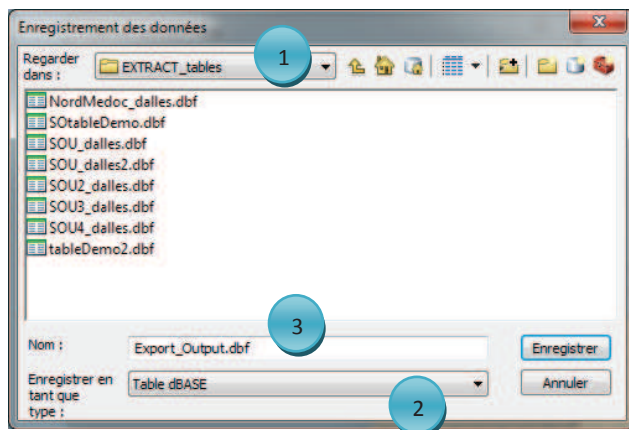 Enregistrement des données
Regarder
dans :
EXTRACT_tables
1
NordMedoc_dalles.dbf
SOtableDemo.dbf
SOU_dalles.dbf
SOU_dalles2.dbf
SOU2_dalles.dbf
SOU3_dalles.dbf
SOU4_dalles.dbf
tableDemo2.dbf
3
Nom :
Export_Output.dbf
Enregistrer
Enregistrer en
tant que
type :
Table dBASE
2
Annuler